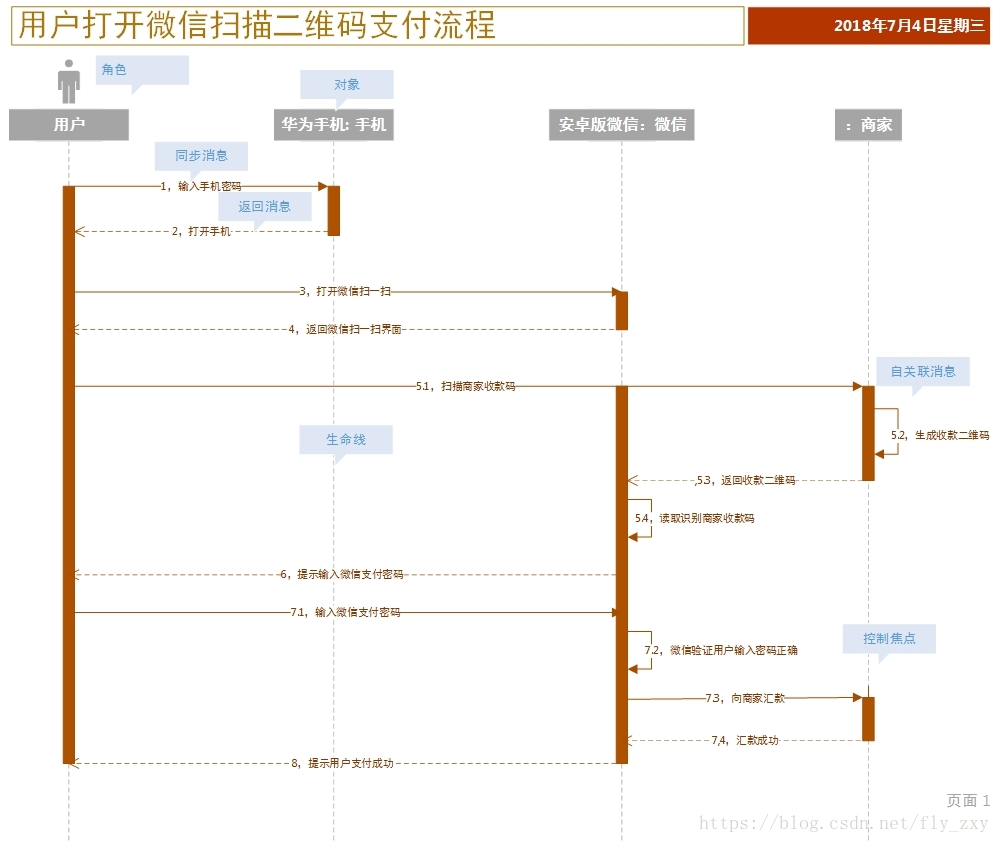 用户打开微信扫描二维码支付流程
2018年7月4日星期三
角色
对象
用户
华为手机: 手机
安卓版微信：微信
：商家
同步消息
1，输入手机密码
返回消息
2，打开手机
3，打开微信扫一扫
4，返回微信扫一扫界面
自关联消息
5.1，扫描商家收款码
生命线
5.2，生成收款二维码
5.3，返回收款二维码
5.4，读取识别商家收款码
6，提示输入微信支付密码
7.1，输入微信支付密码
控制焦点
7.2，微信验证用户输入密码正确
7.3，向商家汇款
7,4，汇款成功
8，提示用户支付成功
页面 1
https://blog.csdn.net/fly_zxy